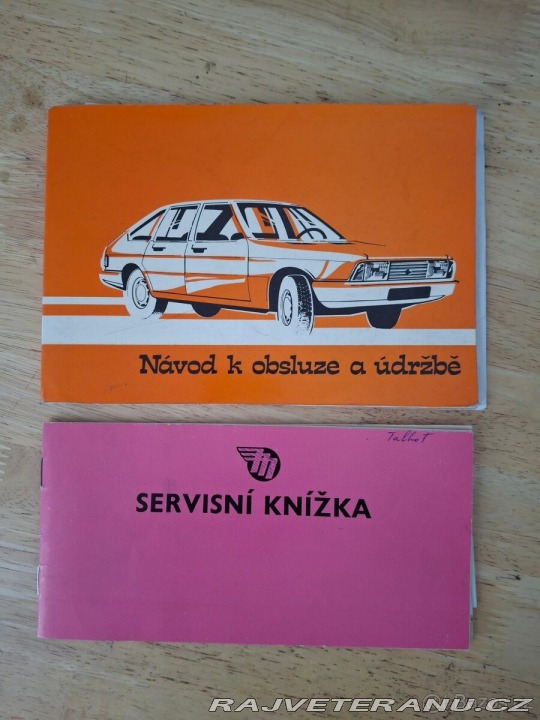 Návod k obsluze a údržbě
Talbot
SERVISNÍ KNÍŽKA
RAJVETERANU.CZ